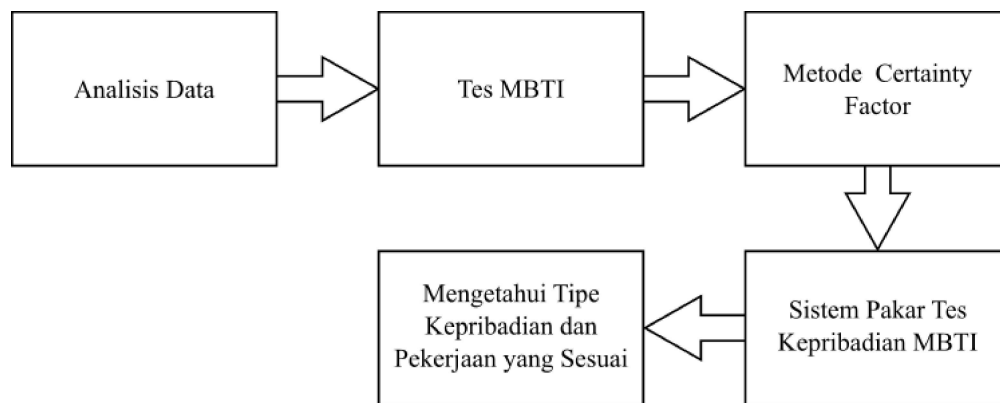 Analisis Data
Tes MBTI
Metode Certainty
Factor
Sistem Pakar Tes
Kepribadian MBTI
Mengetahui Tipe
Kepribadian dan
Pekerjaan yang Sesuai